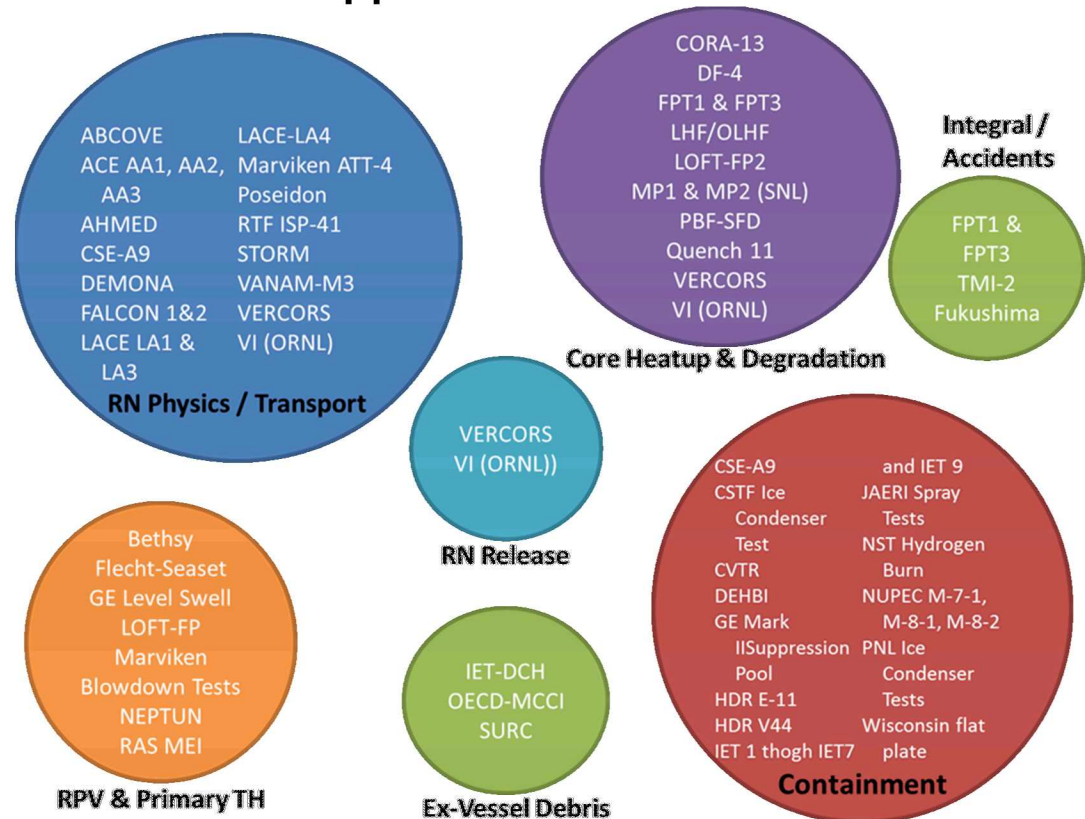 ABCOVE
ACE AA1, AA2,
AA3
AHMED
CSE-A9
DEMONA
FALCON 1&2
LACE LA1 &
LA3
LACE-LA4
Marviken ATT-4
Poseidon
RTF ISP-41
STORM
VANAM-M3
VERCORS
VI (ORNL)
RN Physics / Transport
CORA-13
DF-4
FPT1 & FPT3
LHF/OLHF
LOFT-FP2
MP1 & MP2 (SNL)
PBF-SFD
Quench 11
VERCORS
VI (ORNL)
Core Heatup & Degradation
Integral /
Accidents
FPT1 &
FPT3
TMI-2
Fukushima
VERCORS
VI (ORNL))
RN Release
Bethsy
Flecht-Seaset
GE Level Swell
LOFT-FP
Marviken
Blowdown Tests
NEPTUN
RAS MEI
RPV & Primary TH
IET-DCH
OECD-MCCI
SURC
Ex-Vessel Debris
CSE-A9
CSTF Ice
Condenser
Test
CVTR
DEHBI
GE Mark
IISuppression
Pool
HDR E-11
HDR V44
IET 1 thogh IET7
and IET 9
JAERI Spray
Tests
NST Hydrogen
Burn
NUPEC M-7-1,
M-8-1, M-8-2
PNL Ice
Condenser
Tests
Wisconsin flat
plate
Containment